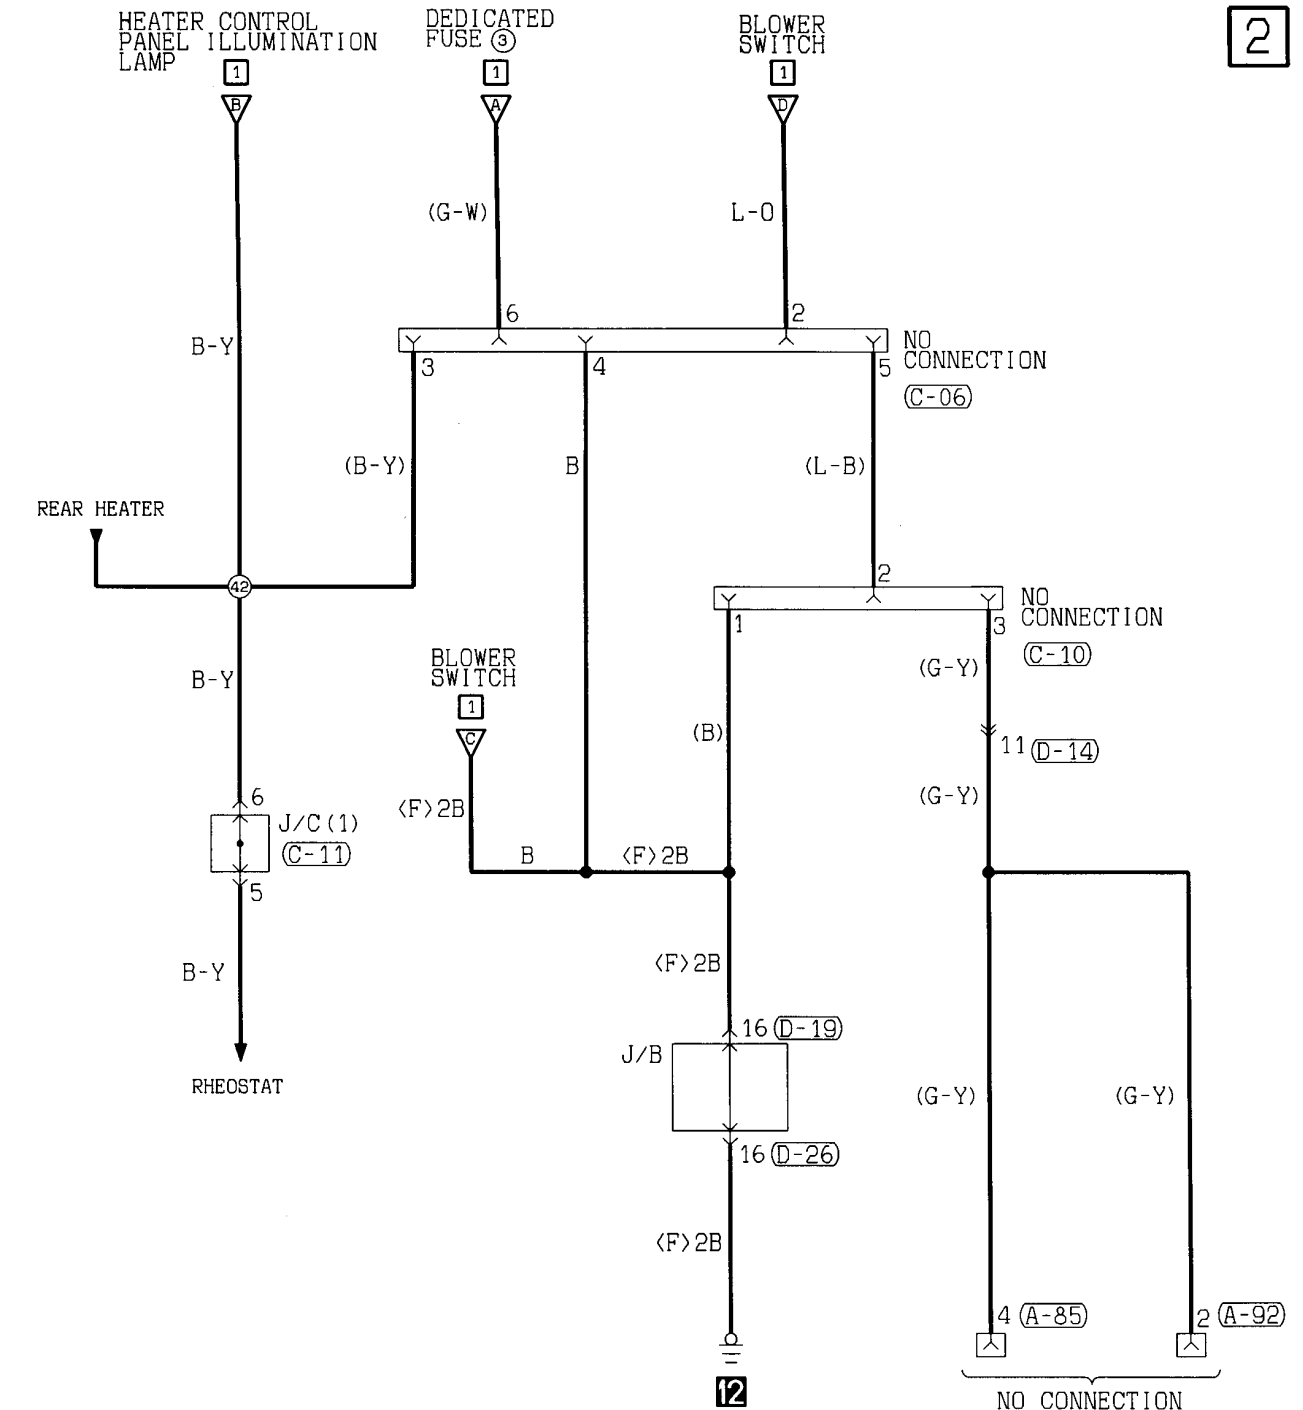 HEATER CONTROL
PANEL ILLUMINATION
LAMP
1
B
DEDICATED
FUSE ③
1
A
BLOWER
SWITCH
1
D
2
(G-W)
L-O
6
2
B-Y
NO
CONNECTION
3
4
5
(C-06)
(B-Y)
B
(L-B)
REAR HEATER
42
2
NO
CONNECTION
1
3
(C-10)
BLOWER
SWITCH
1
C
B-Y
(G-Y)
(B)
11 (D-14)
6
<F>2B
(G-Y)
J/C(1)
(C-11)
B
<F>2B
5
B-Y
<F>2B
16 (D-19)
J/B
RHEOSTAT
(G-Y)
(G-Y)
16 (D-26)
<F>2B
4 (A-85)
2 (A-92)
12
NO CONNECTION